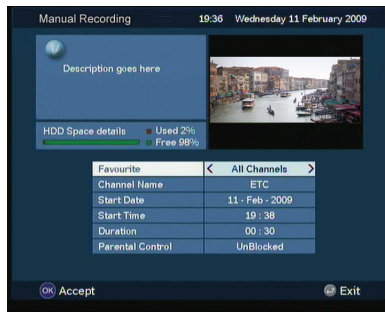 Manual Recording 19:36 Wednesday 11 February 2009
Description goes here
HDD Space details Used 2%
Free 98%
Favourite All Channels
Channel Name ETC
Start Date 11 - Feb - 2009
Start Time 19 : 38
Duration 00 : 30
Parental Control UnBlocked
OK Accept Exit